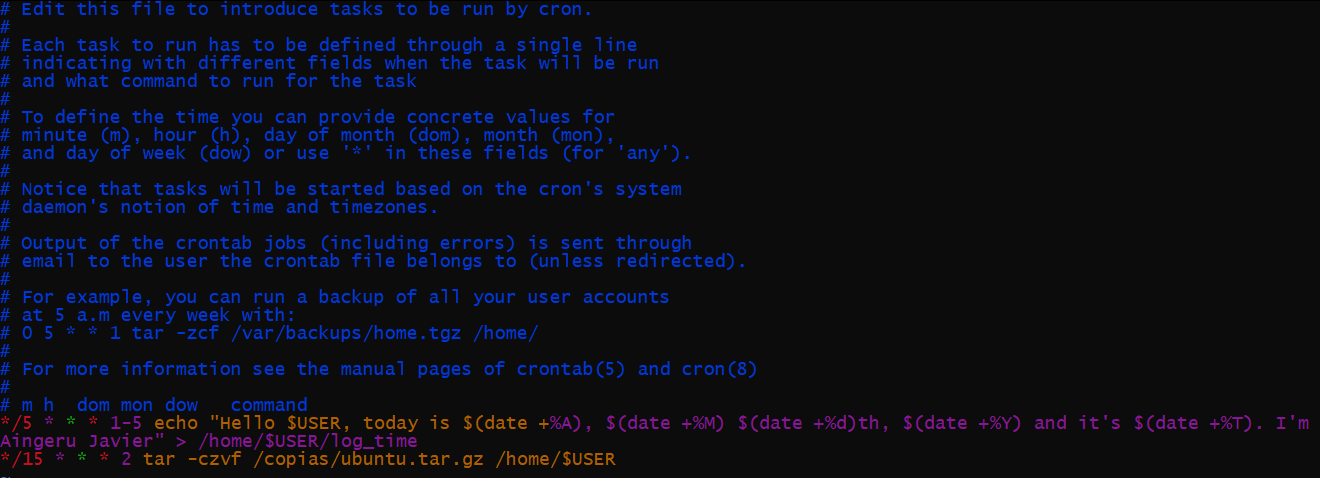 # Edit this file to introduce tasks to be run by cron.
#
# Each task to run has to be defined through a single line
# indicating with different fields when the task will be run
# and what command to run for the task
#
# To define the time you can provide concrete values for
# minute (m), hour (h), day of month (dom), month (mon),
# and day of week (dow) or use '*' in these fields (for 'any').
#
# Notice that tasks will be started based on the cron's system
# daemon's notion of time and timezones.
#
# Output of the crontab jobs (including errors) is sent through
# email to the user the crontab file belongs to (unless redirected).
#
# For example, you can run a backup of all your user accounts
# at 5 a.m every week with:
# 0 5 * * 1 tar -zcf /var/backups/home.tgz /home/
#
# For more information see the manual pages of crontab(5) and cron(8)
#
# m h  dom mon dow   command
*/5 * * * 1-5 echo "Hello $USER, today is $(date +%A), $(date +%M) $(date +%d)th, $(date +%Y) and it's $(date +%T). I'm
Aingeru Javier" > /home/$USER/log_time
*/15 * * * 2 tar -czvf /copias/ubuntu.tar.gz /home/$USER